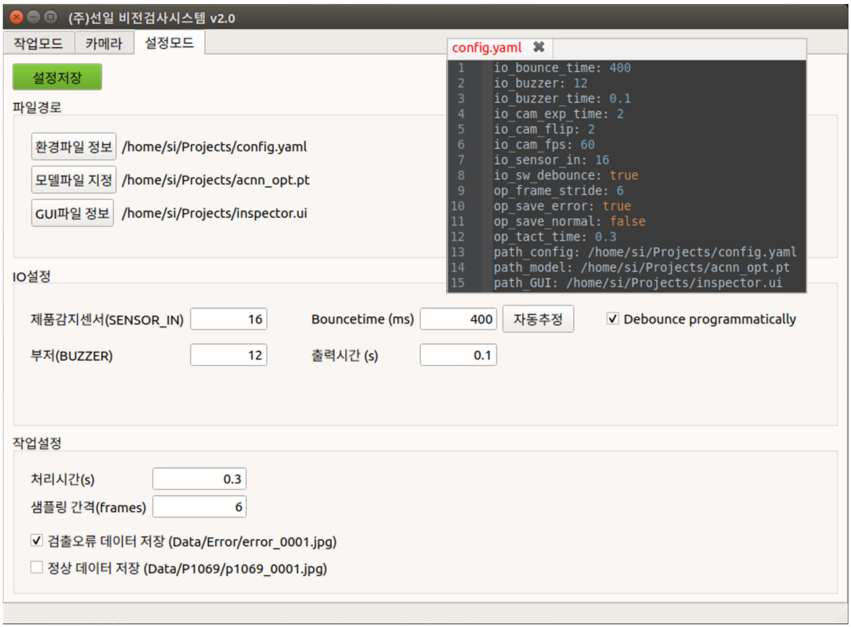 (주)선일 비전검사시스템 v2.0
작업모드 카메라 설정모드
설정저장
파일경로
환경파일 정보 /home/si/Projects/config.yaml
모델파일 지정 /home/si/Projects/acnn_opt.pt
GUI파일 정보 /home/si/Projects/inspector.ui
config.yaml
1 io_bounce_time: 400
2 io_buzzer: 12
3 io_buzzer_time: 0.1
4 io_cam_exp_time: 2
5 io_cam_flip: 2
6 io_cam_fps: 60
7 io_sensor_in: 16
8 io_sw_debounce: true
9 op_frame_stride: 6
10 op_save_error: true
11 op_save_normal: false
12 op_tact_time: 0.3
13 path_config: /home/si/Projects/config.yaml
14 path_model: /home/si/Projects/acnn_opt.pt
15 path_GUI: /home/si/Projects/inspector.ui
IO설정
제품감지센서(SENSOR_IN) 16 Bouncetime (ms) 400 자동추정 Debounce programmatically
부저(BUZZER) 12 출력시간 (s) 0.1
작업설정
처리시간(s) 0.3
샘플링 간격(frames) 6
검출오류 데이터 저장 (Data/Error/error_0001.jpg)
정상 데이터 저장 (Data/P1069/p1069_0001.jpg)